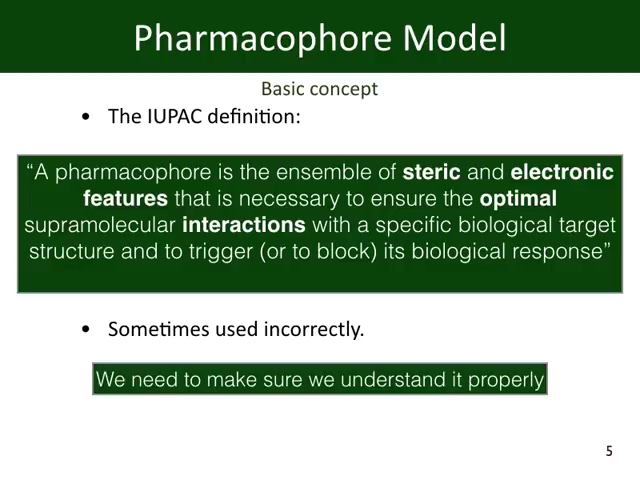 Pharmacophore Model
Basic concept
• The IUPAC definition:
“A pharmacophore is the ensemble of steric and electronic
features that is necessary to ensure the optimal
supramolecular interactions with a specific biological target
structure and to trigger (or to block) its biological response”
• Sometimes used incorrectly.
We need to make sure we understand it properly
5